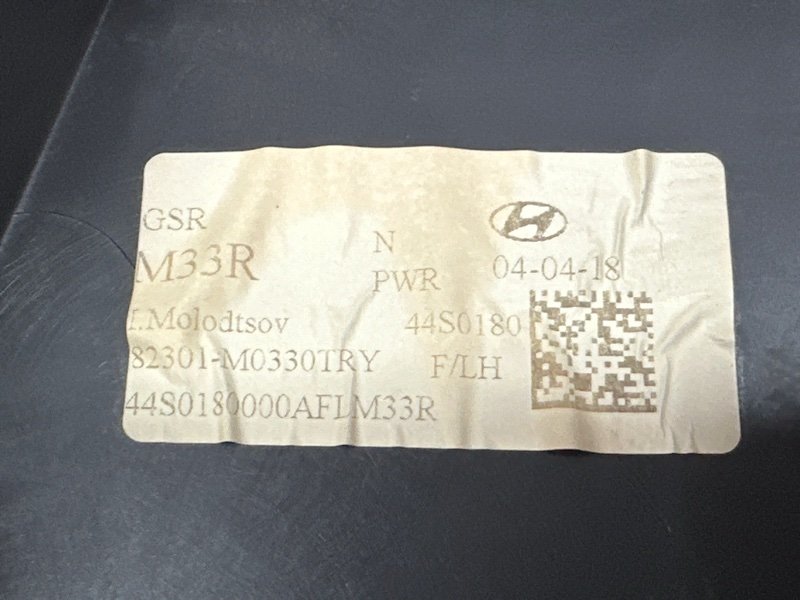 GSR
M33R
N
PWR
04-04-18
I.Molodtsov
44S0180
82301-M0330TRY
F/LH
44S0180000AFLM33R